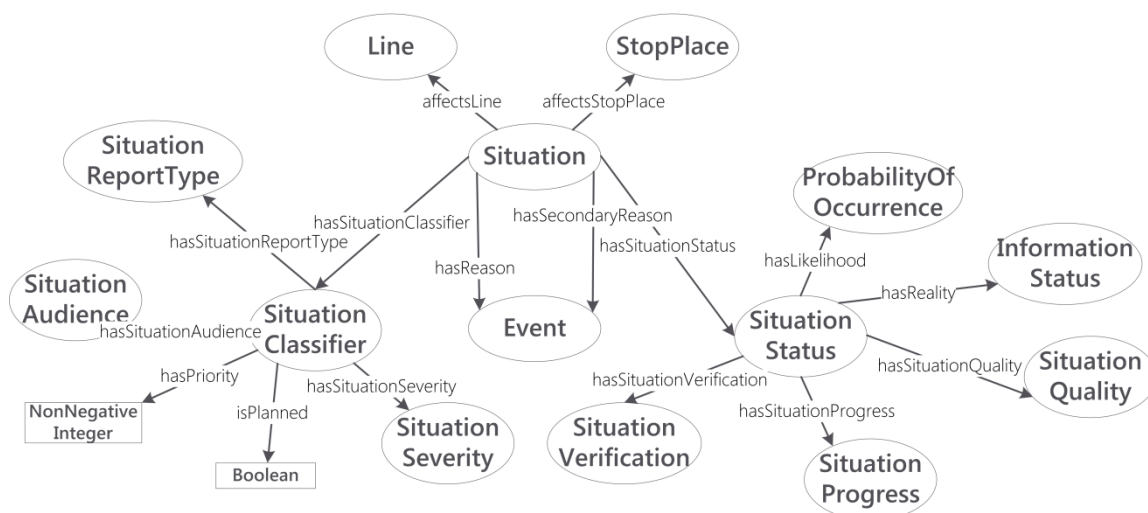 Line
StopPlace
affectsLine
affectsStopPlace
Situation
Situation
ReportType
ProbabilityOf
Occurrence
hasSituationClassifier
hasSecondaryReason
hasSituationReportType
hasSituationStatus
hasReason
hasLikelihood
Information
Status
hasReality
Situation
Audience
hasSituationAudience
Situation
Classifier
Event
Situation
Status
hasPriority
hasSituationSeverity
hasSituationVerification
hasSituationQuality
Situation
Quality
NonNegative
Integer
isPlanned
hasSituationProgress
Situation
Severity
Situation
Verification
Boolean
Situation
Progress